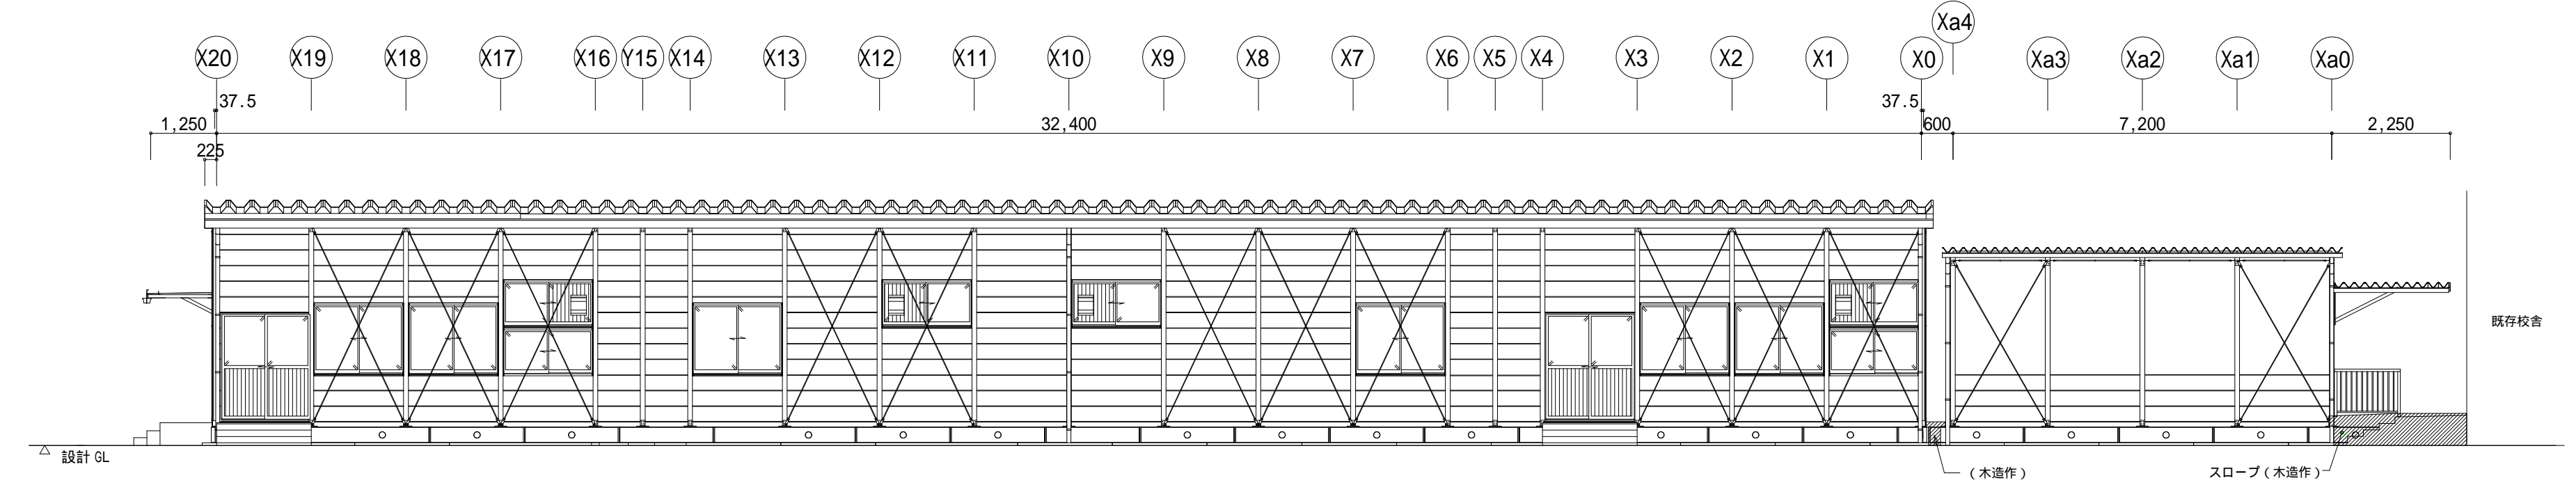 Xa4
X20 X19 X18 X17 X16 Y15 X14 X13 X12 X11 X10 X9 X8 X7 X6 X5 X4 X3 X2 X1 X0 Xa3 Xa2 Xa1 Xa0
37.5 37.5
1,250 32,400 600 7,200 2,250
225
既存校舎
設計 GL
(木造作)
スロープ(木造作)